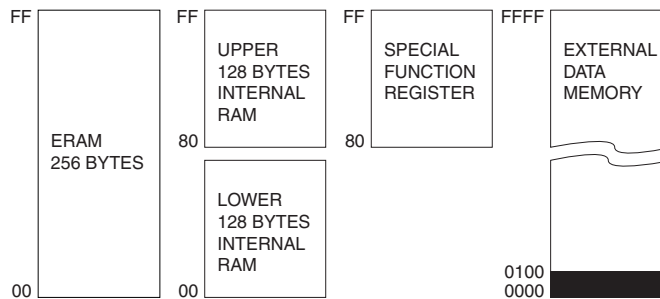 FF
ERAM
256 BYTES
00
FF
UPPER
128 BYTES
INTERNAL
RAM
80
LOWER
128 BYTES
INTERNAL
RAM
00
FF
SPECIAL
FUNCTION
REGISTER
80
FFFF
EXTERNAL
DATA
MEMORY
0100
0000